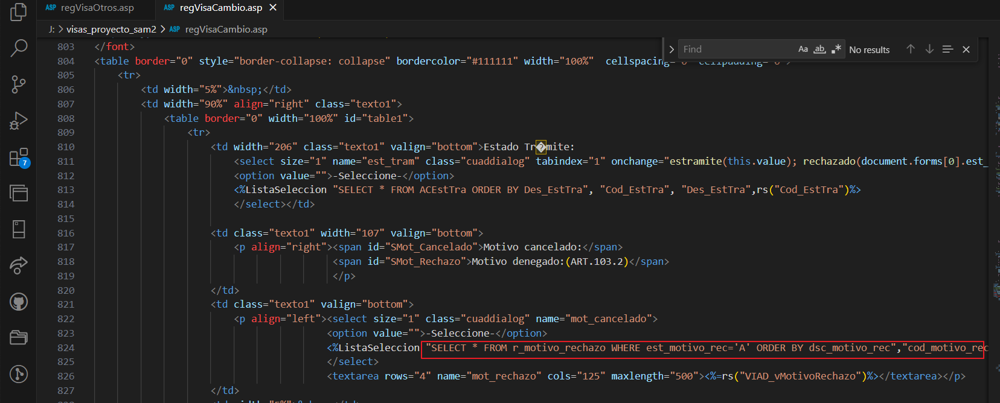 ASP regVisaOtros.asp ASP regVisaCambio.asp
J: > visas_proyecto_sam2 > ASP regVisaCambio.asp
Find Aa ab .* No results
803 </font>
804 <table border="0" style="border-collapse: collapse" bordercolor="#111111" width="100%"  cellspacing="0" cellpadding="0">
805 <tr>
806 <td width="5%">&nbsp;</td>
807 <td width="90%" align="right" class="texto1">
808 <table border="0" width="100%" id="table1">
809 <tr>
810 <td width="206" class="texto1" valign="bottom">Estado Tr�mite:
811 <select size="1" name="est_tram" class="cuaddialog" tabindex="1" onchange="estramite(this.value); rechazado(document.forms[0].est_
812 <option value="">-Seleccione-</option>
813 <%ListaSeleccion "SELECT * FROM ACEstTra ORDER BY Des_EstTra", "Cod_EstTra", "Des_EstTra",rs("Cod_EstTra")%>
814 </select></td>
815
816 <td class="texto1" width="107" valign="bottom">
817 <p align="right"><span id="SMot_Cancelado">Motivo cancelado:</span>
818 <span id="SMot_Rechazo">Motivo denegado:(ART.103.2)</span>
819 </p>
820 </td>
821 <td class="texto1" valign="bottom">
822 <p align="left"><select size="1" class="cuaddialog" name="mot_cancelado">
823 <option value="">-Seleccione-</option>
824 <%ListaSeleccion "SELECT * FROM r_motivo_rechazo WHERE est_motivo_rec='A' ORDER BY dsc_motivo_rec","cod_motivo_rec
825 </select>
826 <textarea rows="4" name="mot_rechazo" cols="125" maxlength="500"><%=rs("VIAD_vMotivoRechazo")%></textarea></p>
827 </td>
7